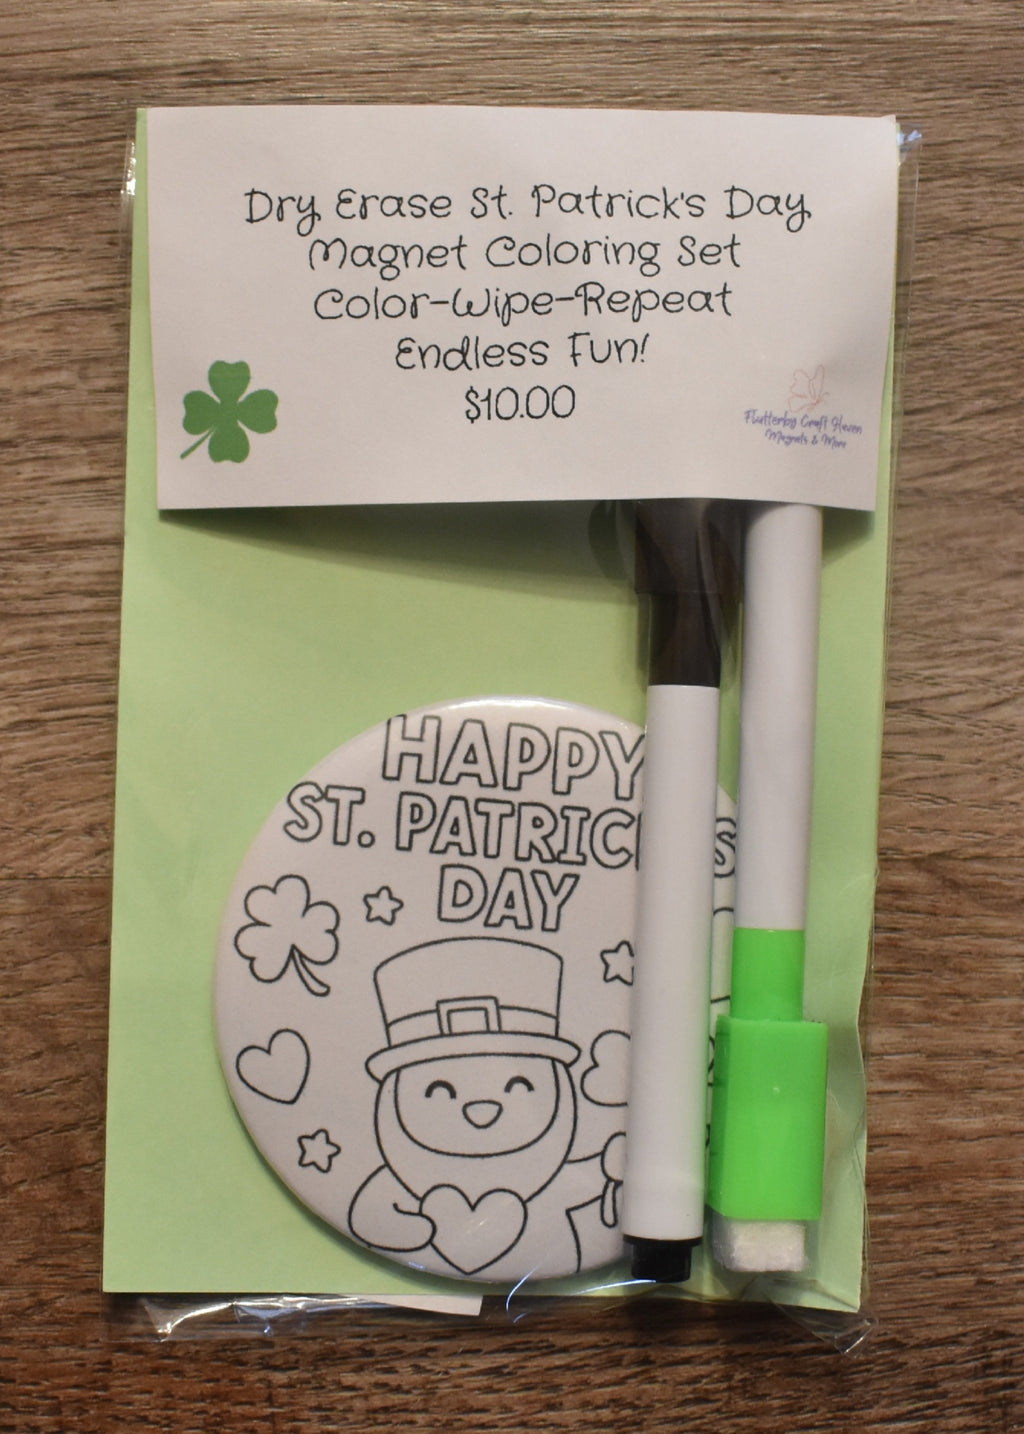 Dry Erase St. Patrick's Day
Magnet Coloring Set
Color-Wipe-Repeat
Endless Fun!
$10.00
Flutterby Craft Haven
Magnets & More
HAPPY
ST. PATRIC S
DAY